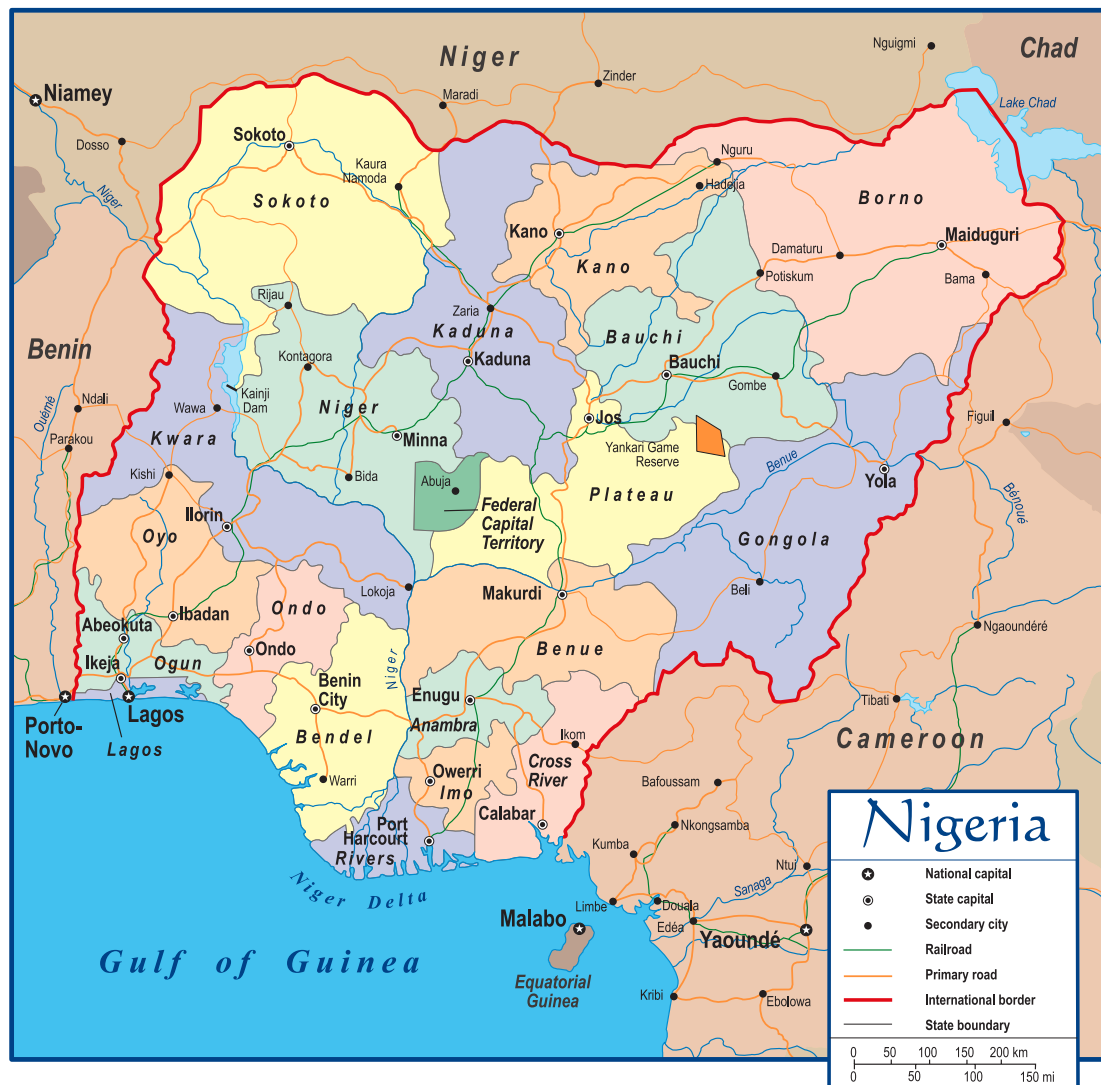 Niger
Chad
Nguigmi
Zinder
Niamey
Maradi
Lake Chad
Dosso
Sokoto
Kaura
Namoda
Nguru
Hadejia
Niger
Sokoto
Borno
Kano
Maiduguri
Kano
Damaturu
Potiskum
Bama
Rijau
Zaria
Kaduna
Bauchi
Benin
Kontagora
Kaduna
Bauchi
Gombe
Kainji
Dam
Ndali
Wawa
Niger
Jos
Ouémé
Figuil
Parakou
Kwara
Minna
Yankari Game
Reserve
Benue
Kishi
Bida
Abuja
Yola
Plateau
Federal
Capital
Territory
Bénoué
Ilorin
Oyo
Gongola
Lokoja
Makurdi
Beli
Ibadan
Ondo
Abeokuta
Ngaoundéré
Ondo
Benue
Ogun
Ikeja
Niger
Benin
City
Enugu
Tibati
Porto-
Novo
Lagos
Lagos
Anambra
Bendel
Ikom
Cameroon
Cross
River
Warri
Owerri
Imo
Bafoussam
Calabar
Port
Harcourt
Rivers
Nkongsamba
Kumba
Niger Delta
Ntui
Sanaga
Limbe
Douala
Edéa
Malabo
Yaoundé
Gulf of Guinea
Equatorial
Guinea
Kribi
Ebolowa
Nigeria
National capital
State capital
Secondary city
Railroad
Primary road
International border
State boundary
0 50 100 150 200 km
0 50 100 150 mi